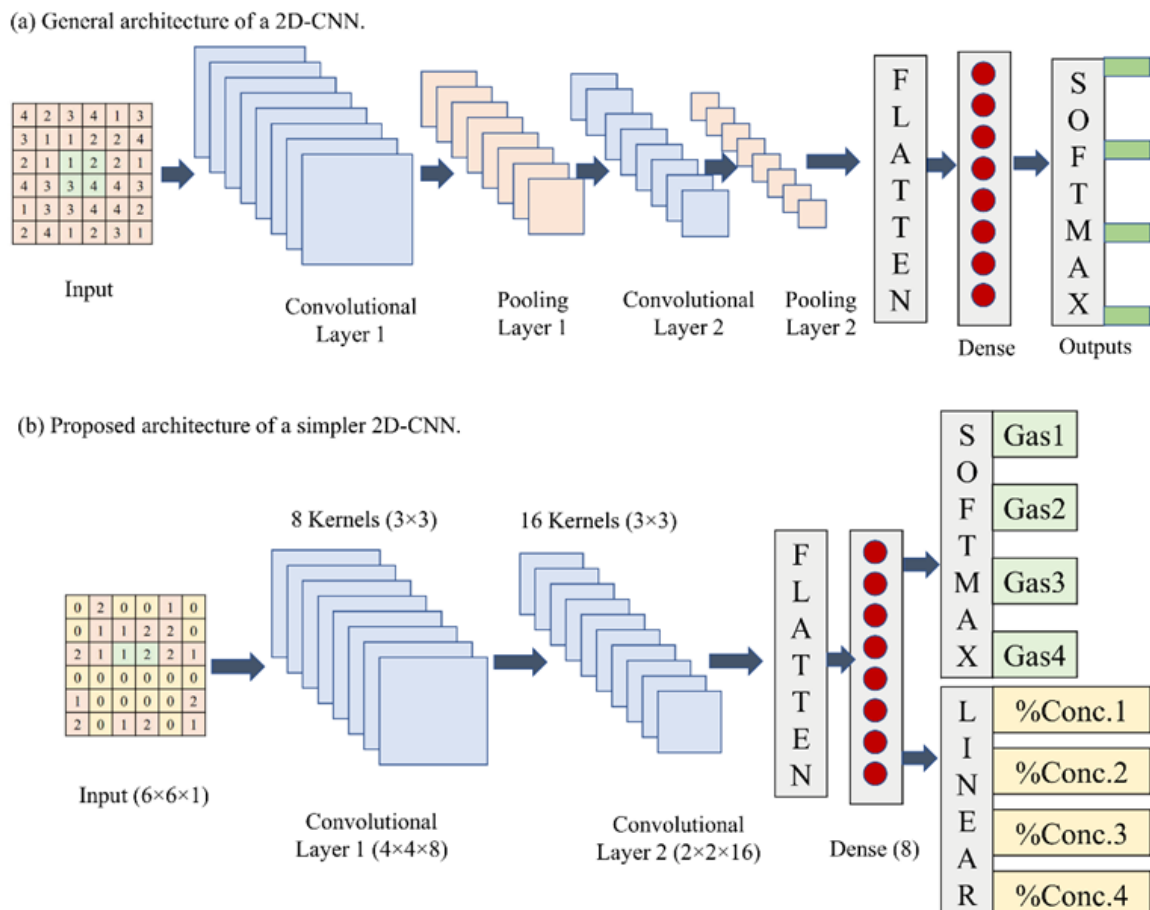 (a) General architecture of a 2D-CNN.
4 2 3 4 1 3
3 1 1 2 2 4
2 1 1 2 2 1
4 3 3 4 4 3
1 3 3 4 4 2
2 4 1 2 3 1
Input
Convolutional
Layer 1
Pooling
Layer 1
Convolutional
Layer 2
Pooling
Layer 2
FLATTEN
Dense
SOFTMAX
Outputs
(b) Proposed architecture of a simpler 2D-CNN.
0 2 0 0 1 0
0 1 1 2 2 0
2 1 1 2 2 1
0 0 0 0 0 0
1 0 0 0 0 2
2 0 1 2 0 1
Input (6×6×1)
8 Kernels (3×3)
Convolutional
Layer 1 (4×4×8)
16 Kernels (3×3)
Convolutional
Layer 2 (2×2×16)
FLATTEN
Dense (8)
SOFTMAX
Gas1
Gas2
Gas3
Gas4
LINEAR
%Conc.1
%Conc.2
%Conc.3
%Conc.4